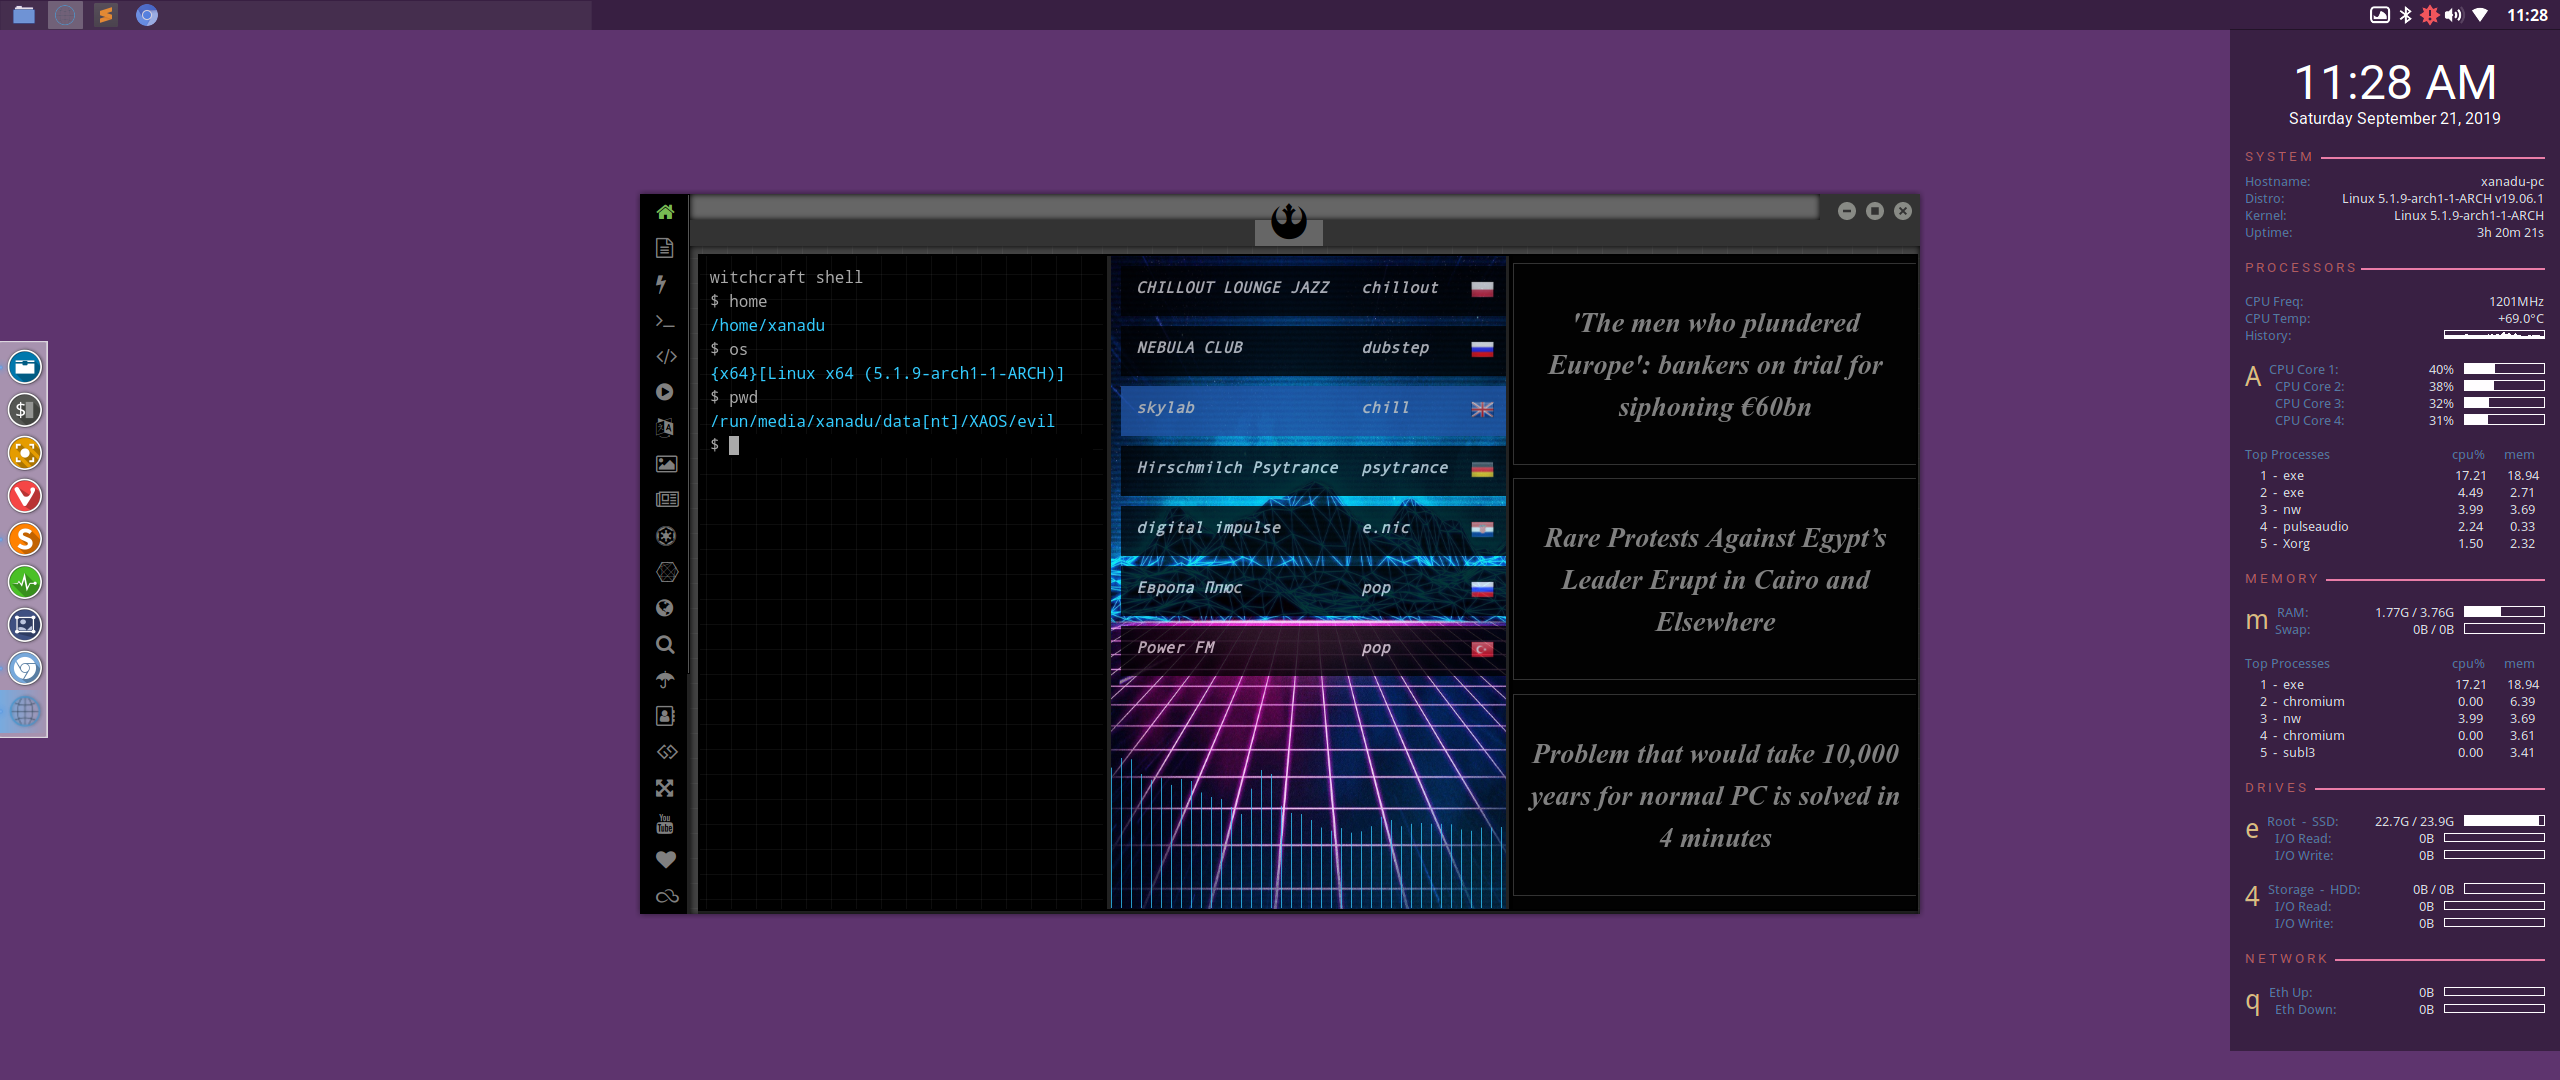 11:28
11:28 AM
Saturday September 21, 2019
SYSTEM
Hostname: xanadu-pc
Distro: Linux 5.1.9-arch1-1-ARCH v19.06.1
Kernel: Linux 5.1.9-arch1-1-ARCH
Uptime: 3h 20m 21s
PROCESSORS
CPU Freq: 1201MHz
CPU Temp: +69.0°C
History:
A CPU Core 1: 40%
CPU Core 2: 38%
CPU Core 3: 32%
CPU Core 4: 31%
Top Processes cpu% mem
1 - exe 17.21 18.94
2 - exe 4.49 2.71
3 - nw 3.99 3.69
4 - pulseaudio 2.24 0.33
5 - Xorg 1.50 2.32
MEMORY
m RAM: 1.77G / 3.76G
Swap: 0B / 0B
Top Processes cpu% mem
1 - exe 17.21 18.94
2 - chromium 0.00 6.39
3 - nw 3.99 3.69
4 - chromium 0.00 3.61
5 - subl3 0.00 3.41
DRIVES
e Root - SSD: 22.7G / 23.9G
I/O Read: 0B
I/O Write: 0B
4 Storage - HDD: 0B / 0B
I/O Read: 0B
I/O Write: 0B
NETWORK
q Eth Up: 0B
Eth Down: 0B
witchcraft shell
$ home
/home/xanadu
$ os
{x64}[Linux x64 (5.1.9-arch1-1-ARCH)]
$ pwd
/run/media/xanadu/data[nt]/XAOS/evil
$
CHILLOUT LOUNGE JAZZ chillout
NEBULA CLUB dubstep
skylab chill
Hirschmilch Psytrance psytrance
digital impulse e.nic
Европа Плюс pop
Power FM pop
'The men who plundered
Europe': bankers on trial for
siphoning €60bn
Rare Protests Against Egypt’s
Leader Erupt in Cairo and
Elsewhere
Problem that would take 10,000
years for normal PC is solved in
4 minutes
You
Tube